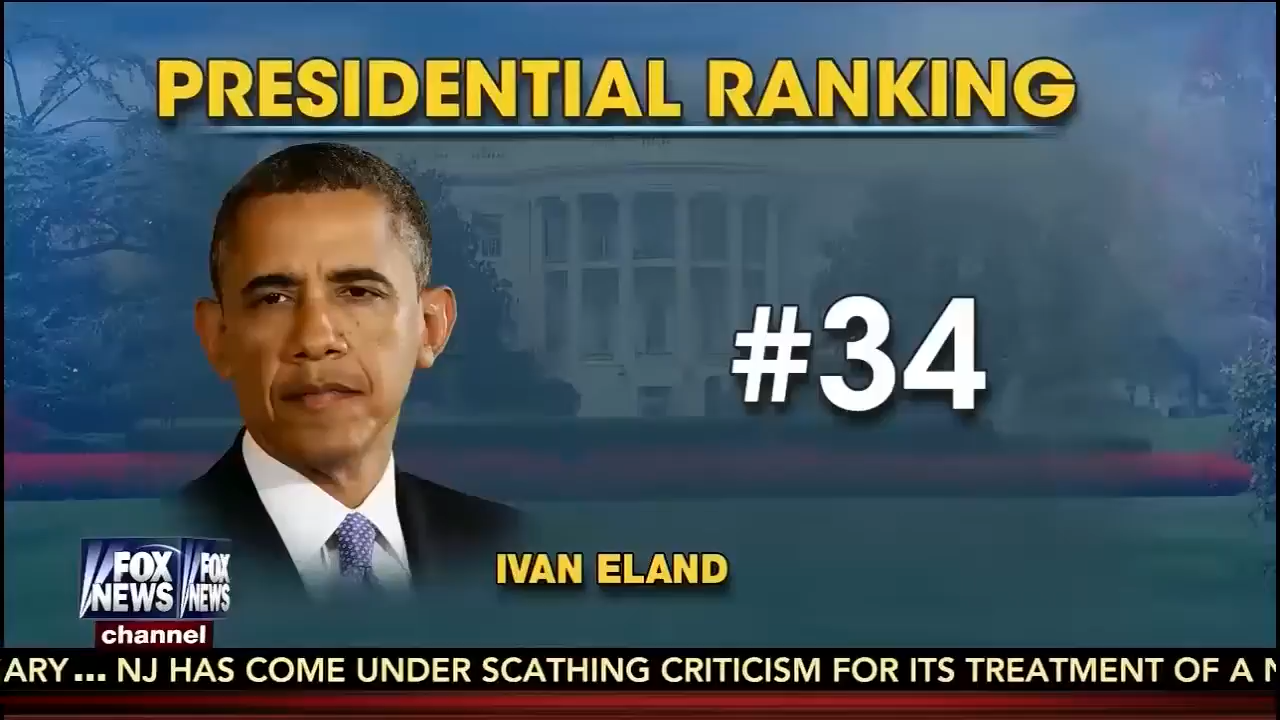 PRESIDENTIAL RANKING
#34
IVAN ELAND
FOX
NEWS
FOX
NEWS
channel
ARY... NJ HAS COME UNDER SCATHING CRITICISM FOR ITS TREATMENT OF A N